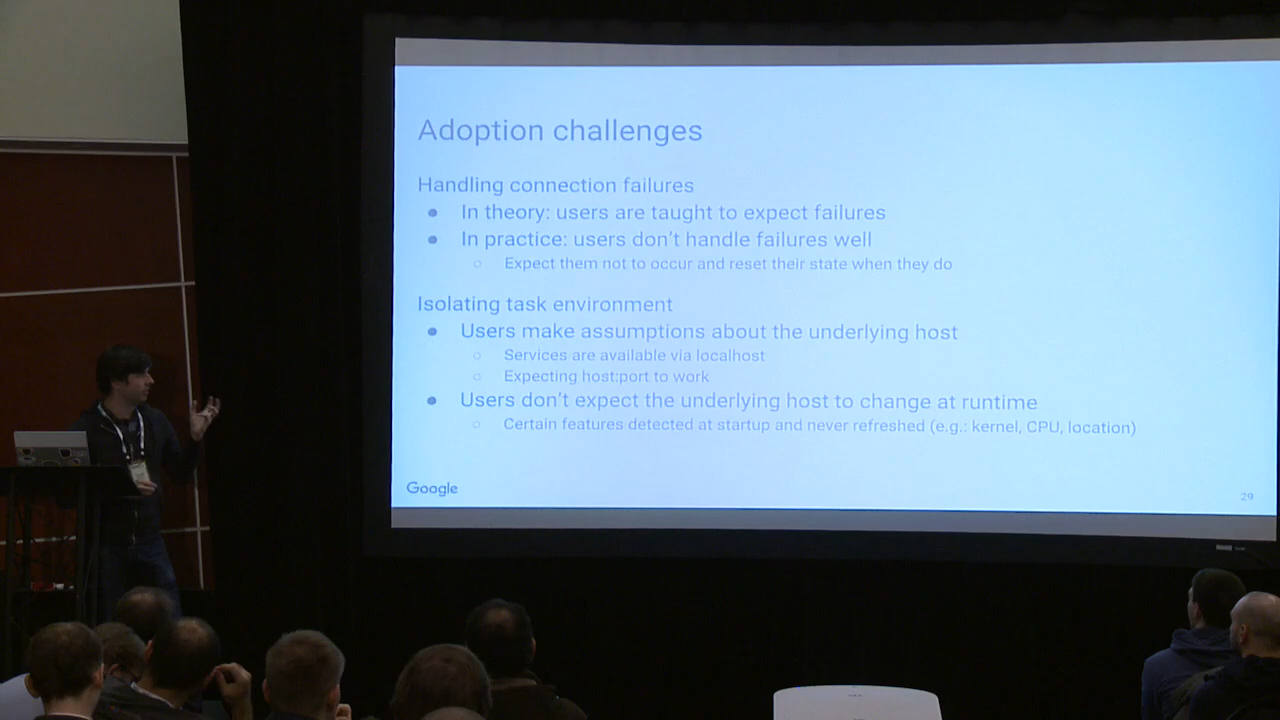 Adoption challenges
Handling connection failures
● In theory: users are taught to expect failures
● In practice: users don't handle failures well
○ Expect them not to occur and reset their state when they do
Isolating task environment
● Users make assumptions about the underlying host
○ Services are available via localhost
○ Expecting host:port to work
● Users don't expect the underlying host to change at runtime
○ Certain features detected at startup and never refreshed (e.g.: kernel, CPU, location)
Google
29